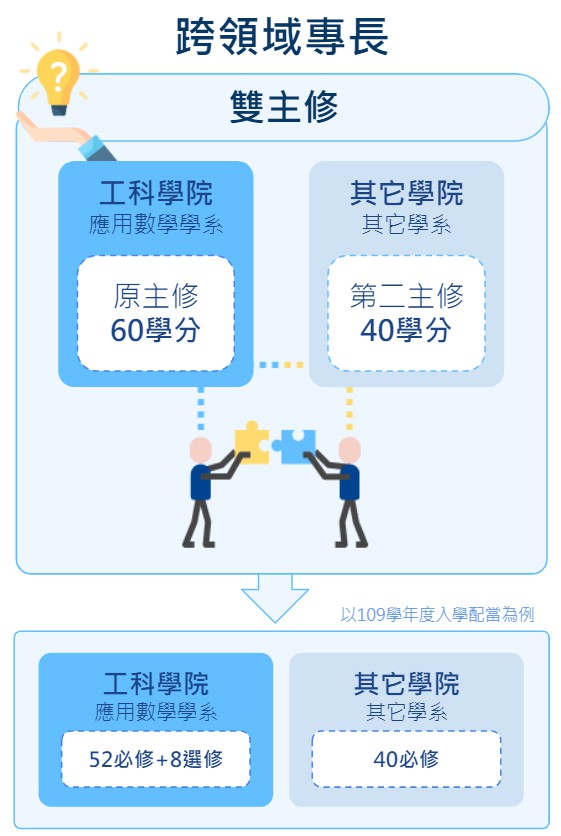 跨領域專長
?
雙主修
工科學院
應用數學學系
原主修
60學分
其它學院
其它學系
第二主修
40學分
以109學年度入學配當為例
工科學院
應用數學學系
52必修+8選修
其它學院
其它學系
40必修